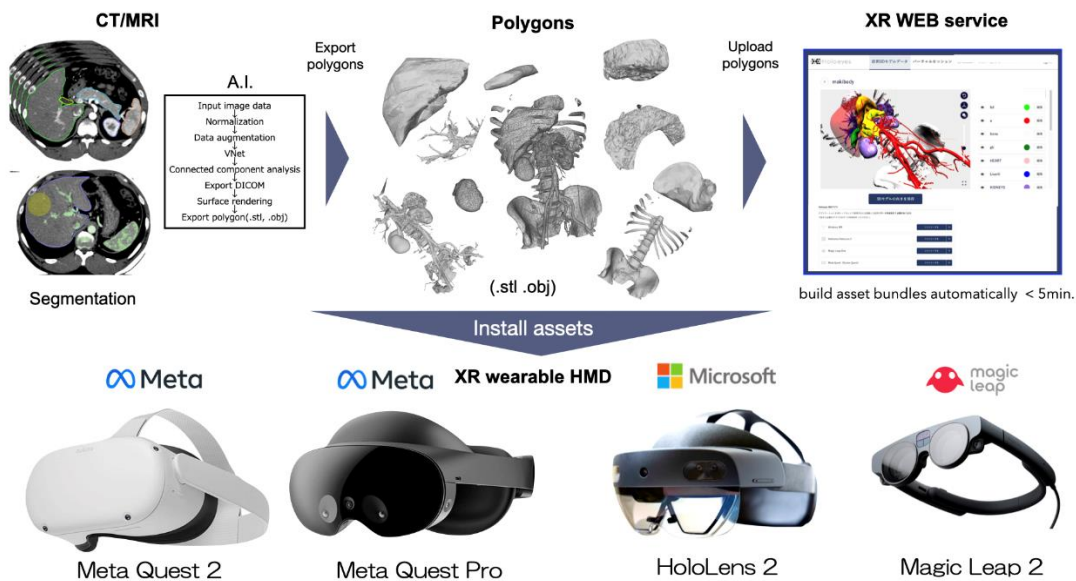 CT/MRI
Polygons
XR WEB service
Export
polygons
Upload
polygons
A.I.
Input image data
Normalization
Data augmentation
VNet
Connected component analysis
Export DICOM
Surface rendering
Export polygon(.stl, .obj)
Segmentation
(.stl .obj)
build asset bundles automatically < 5min.
Install assets
Meta
Meta
XR wearable HMD
Microsoft
magic
leap
Meta Quest 2
Meta Quest Pro
HoloLens 2
Magic Leap 2